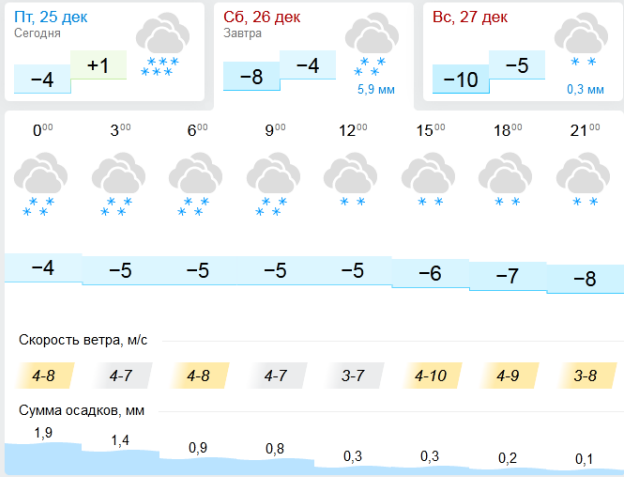 Пт, 25 дек
Сегодня
−4 +1
Сб, 26 дек
Завтра
−8 −4
5,9 мм
Вс, 27 дек
−10 −5
0,3 мм
0⁰⁰ 3⁰⁰ 6⁰⁰ 9⁰⁰ 12⁰⁰ 15⁰⁰ 18⁰⁰ 21⁰⁰
−4 −5 −5 −5 −5 −6 −7 −8
Скорость ветра, м/с
4-8 4-7 4-8 4-7 3-7 4-10 4-9 3-8
Сумма осадков, мм
1,9 1,4 0,9 0,8 0,3 0,3 0,2 0,1